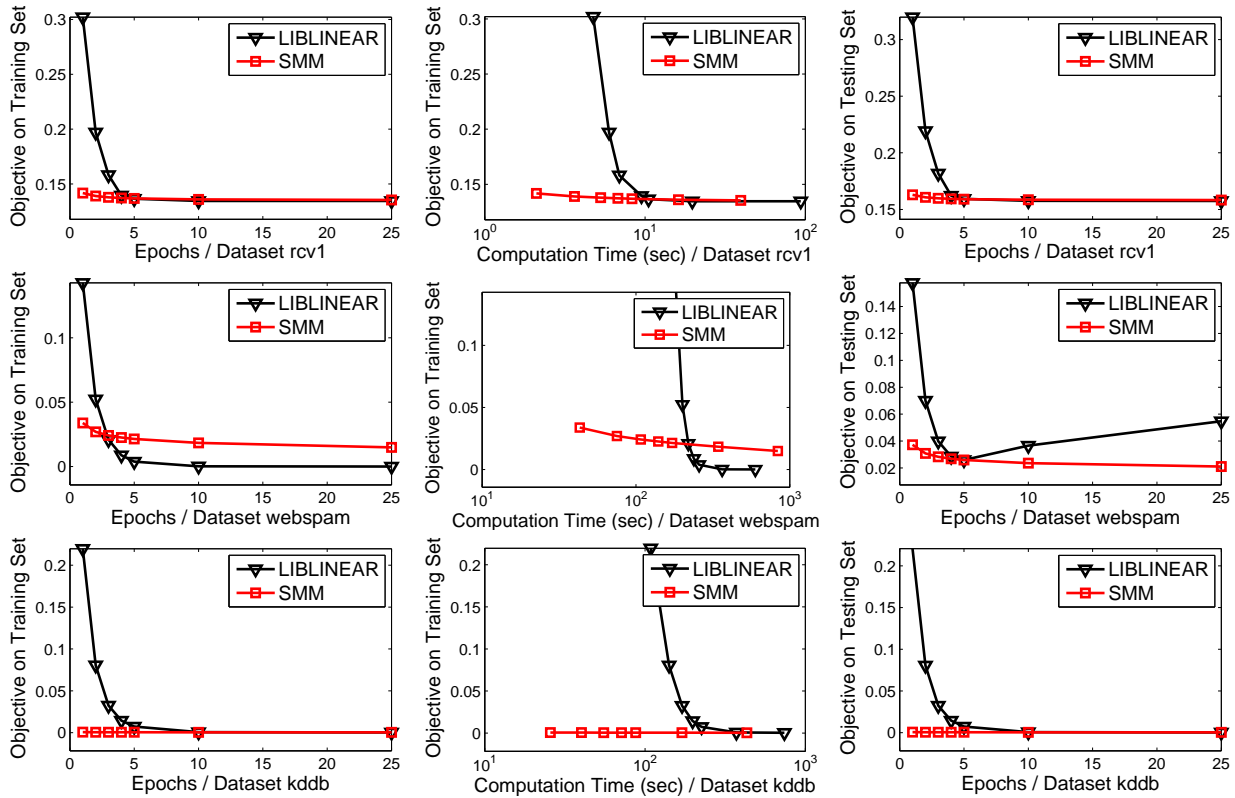 Objective on Training Set
0.3
0.25
0.2
0.15
0 5 10 15 20 25
Epochs / Dataset rcv1
LIBLINEAR
SMM
Objective on Training Set
0.3
0.25
0.2
0.15
10^0 10^1 10^2
Computation Time (sec) / Dataset rcv1
LIBLINEAR
SMM
Objective on Testing Set
0.3
0.25
0.2
0.15
0 5 10 15 20 25
Epochs / Dataset rcv1
LIBLINEAR
SMM
Objective on Training Set
0.1
0.05
0
0 5 10 15 20 25
Epochs / Dataset webspam
LIBLINEAR
SMM
Objective on Training Set
0.1
0.05
0
10^1 10^2 10^3
Computation Time (sec) / Dataset webspam
LIBLINEAR
SMM
Objective on Testing Set
0.14
0.12
0.1
0.08
0.06
0.04
0.02
0 5 10 15 20 25
Epochs / Dataset webspam
LIBLINEAR
SMM
Objective on Training Set
0.2
0.15
0.1
0.05
0
0 5 10 15 20 25
Epochs / Dataset kddb
LIBLINEAR
SMM
Objective on Training Set
0.2
0.15
0.1
0.05
0
10^1 10^2 10^3
Computation Time (sec) / Dataset kddb
LIBLINEAR
SMM
Objective on Testing Set
0.2
0.15
0.1
0.05
0
0 5 10 15 20 25
Epochs / Dataset kddb
LIBLINEAR
SMM